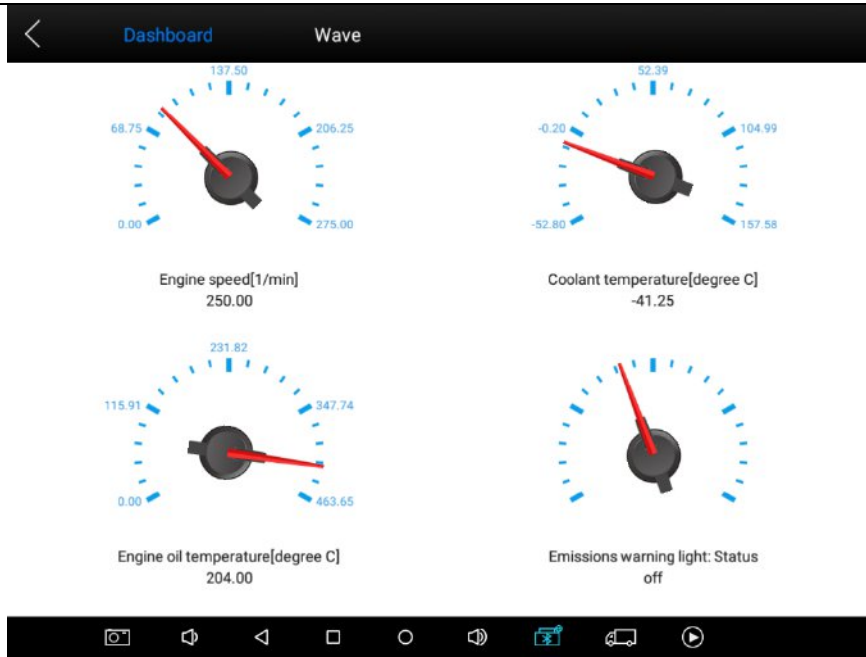 Dashboard
Wave
137.50
68.75
206.25
0.00
275.00
Engine speed[1/min]
250.00
52.39
-0.20
104.99
-52.80
157.58
Coolant temperature[degree C]
-41.25
231.82
115.91
347.74
0.00
463.65
Engine oil temperature[degree C]
204.00
Emissions warning light: Status
off